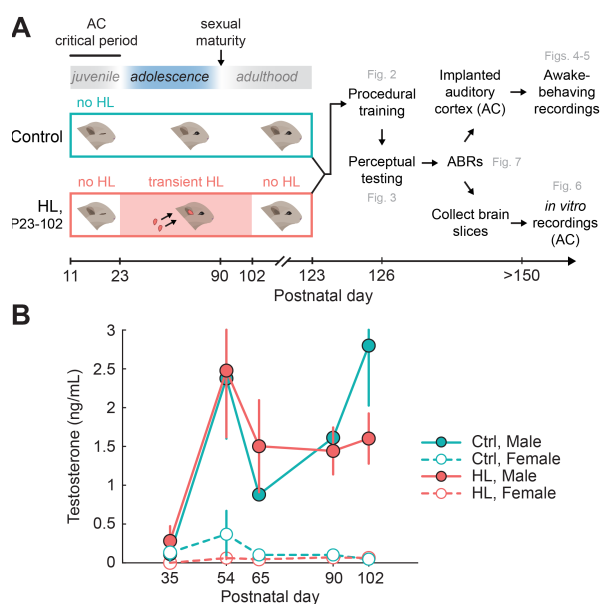 A
AC
critical period
sexual
maturity
juvenile adolescence adulthood
no HL
Control
no HL transient HL no HL
HL,
P23-102
11 23 90 102 123 126 >150
Postnatal day
Fig. 2
Procedural
training
Perceptual
testing
Fig. 3
Implanted
auditory
cortex (AC)
ABRs Fig. 7
Collect brain
slices
Figs. 4-5
Awake-
behaving
recordings
Fig. 6
in vitro
recordings
(AC)
B
Testosterone (ng/mL)
3
2.5
2
1.5
1
0.5
0
35 54 65 90 102
Postnatal day
Ctrl, Male
Ctrl, Female
HL, Male
HL, Female